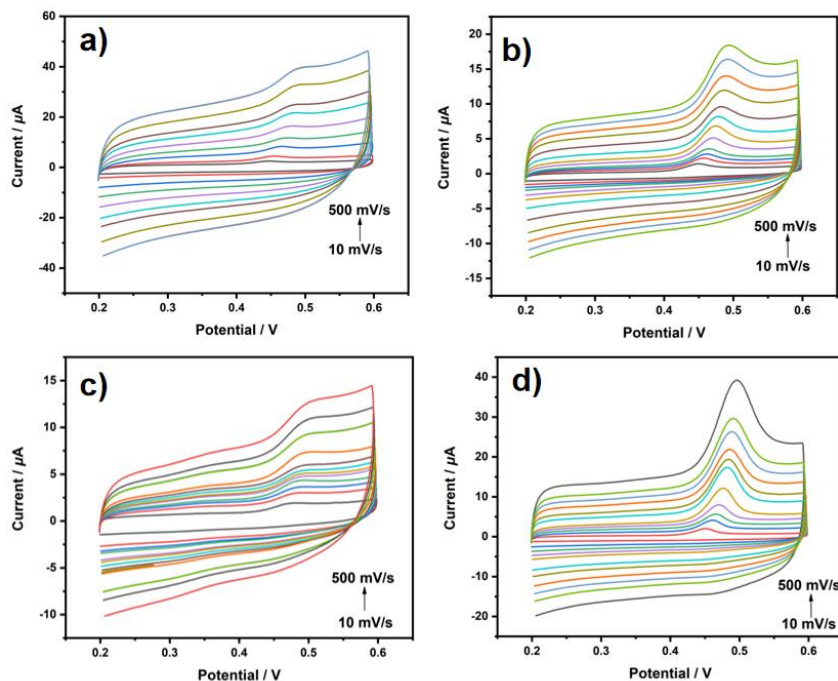 a)
Current / μA
60
40
20
0
20
40
500 mV/s
10 mV/s
0.2
0.3
0.4
0.5
0.6
Potential / V
b)
Current / μA
20
15
10
5
0
-5
-10
-15
500 mV/s
10 mV/s
0.2
0.3
0.4
0.5
0.6
Potential / V
c)
Current / μA
15
10
5
0
-5
-10
500 mV/s
10 mV/s
0.2
0.3
0.4
0.5
0.6
Potential / V
d)
Currrent / μA
40
30
20
10
0
-10
-20
500 mV/s
10 mV/s
0.2
0.3
0.4
0.5
0.6
Potential / V